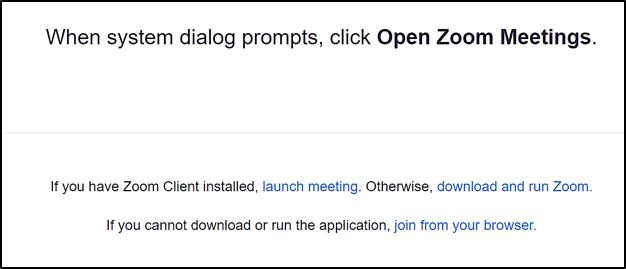 When system dialog prompts, click Open Zoom Meetings.
If you have Zoom Client installed, launch meeting. Otherwise, download and run Zoom.
If you cannot download or run the application, join from your browser.